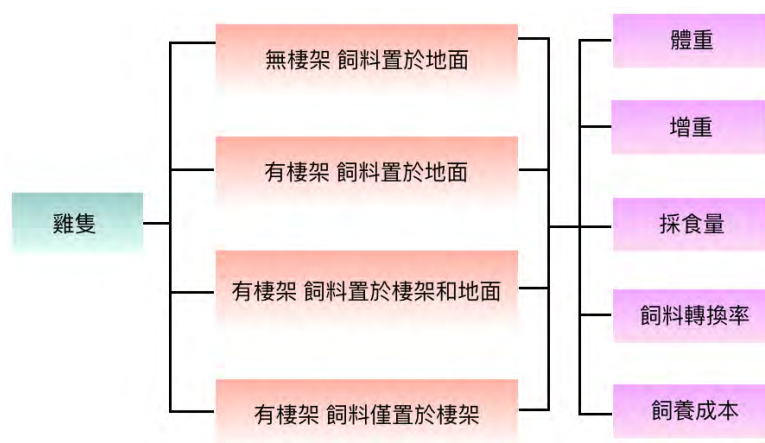 雞隻
無棲架 飼料置於地面
有棲架 飼料置於地面
有棲架 飼料置於棲架和地面
有棲架 飼料僅置於棲架
體重
增重
採食量
飼料轉換率
飼養成本